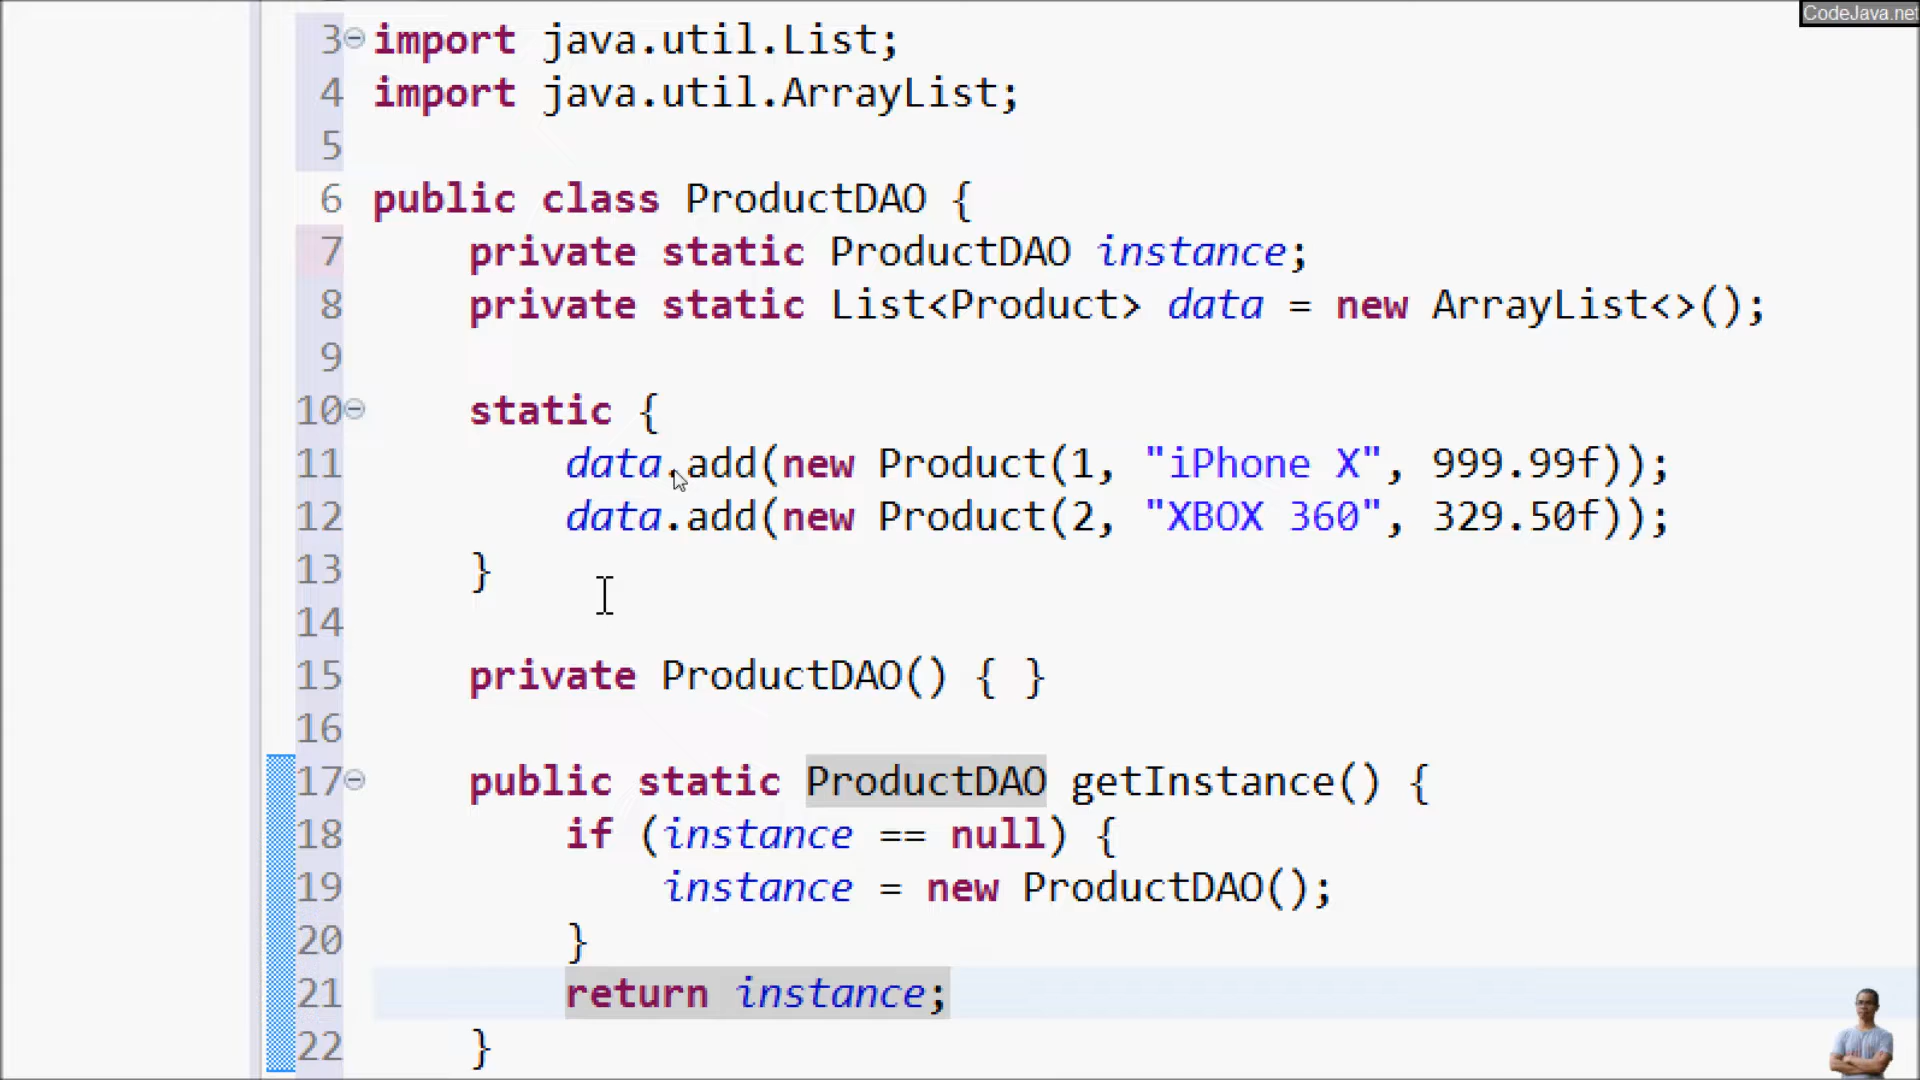 CodeJava.net
3 import java.util.List;
4 import java.util.ArrayList;
5
6 public class ProductDAO {
7 private static ProductDAO instance;
8 private static List<Product> data = new ArrayList<>();
9
10 static {
11 data.add(new Product(1, "iPhone X", 999.99f));
12 data.add(new Product(2, "XBOX 360", 329.50f));
13 }
14
15 private ProductDAO() { }
16
17 public static ProductDAO getInstance() {
18 if (instance == null) {
19 instance = new ProductDAO();
20 }
21 return instance;
22 }